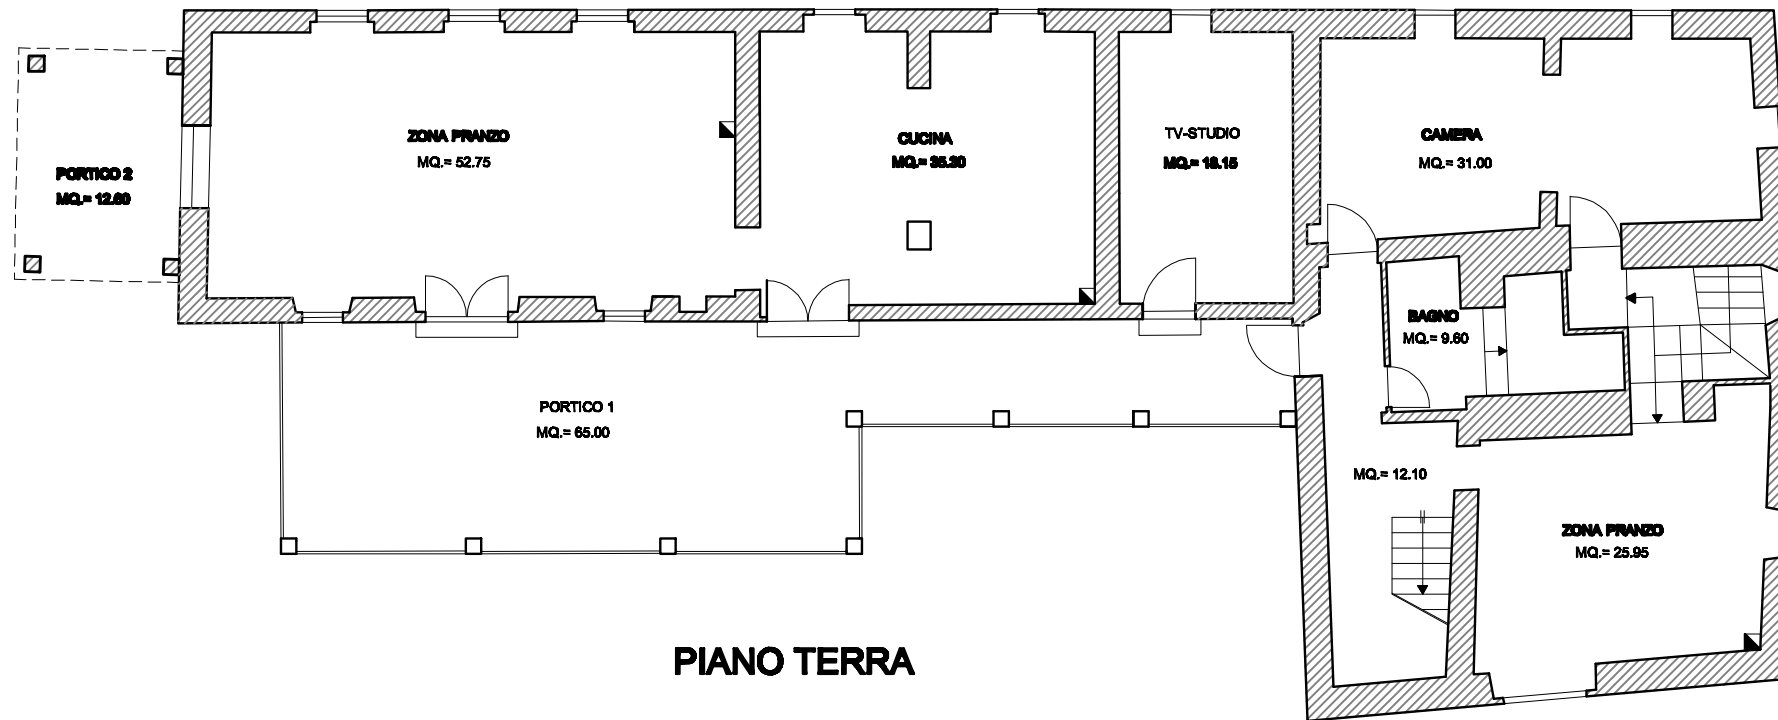 ZONA PRANZO
MQ.= 52.75
CUCINA
MQ.= 35.20
TV-STUDIO
MQ.= 18.15
CAMERA
MQ.= 31.00
PORTICO 2
MQ.= 12.60
BAGNO
MQ.= 9.60
PORTICO 1
MQ.= 65.00
MQ.= 12.10
ZONA PRANZO
MQ.= 25.95
PIANO TERRA